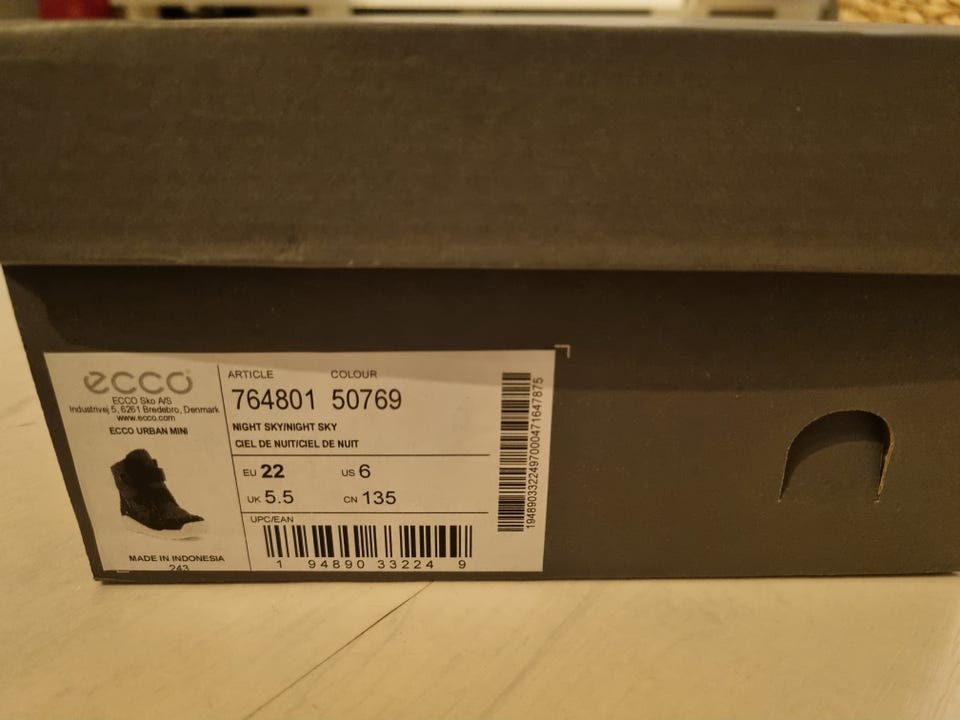 ecco
ECCO Sko A/S
Industrivej 5, 6261 Bredebro, Denmark
www.ecco.com
ECCO URBAN MINI
MADE IN INDONESIA
243
ARTICLE COLOUR
764801 50769
NIGHT SKY/NIGHT SKY
CIEL DE NUIT/CIEL DE NUIT
EU 22 US 6
UK 5.5 CN 135
UPC/EAN
1 94890 33224 9
1948903322497000471647875